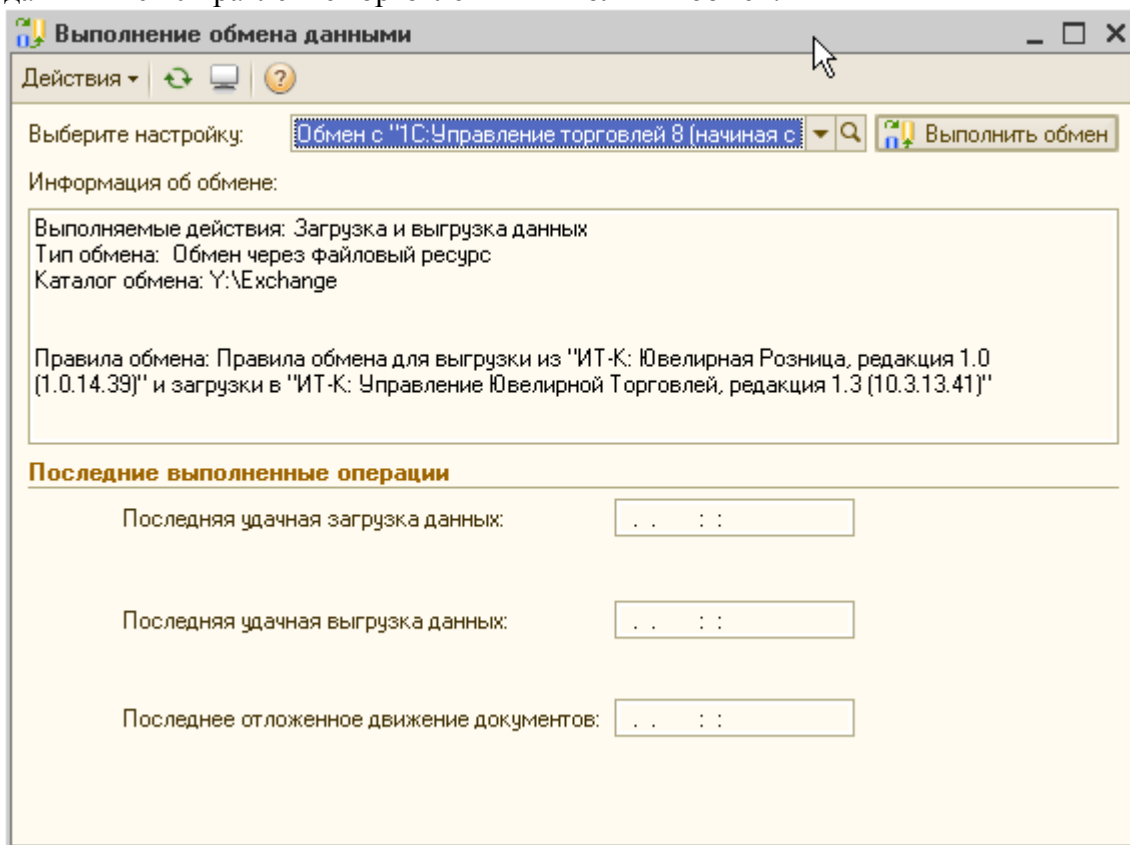 Выполнение обмена данными
Действия
Выберите настройку: Обмен с "1С:Управление торговлей 8 (начиная с Выполнить обмен
Информация об обмене:
Выполняемые действия: Загрузка и выгрузка данных
Тип обмена: Обмен через файловый ресурс
Каталог обмена: Y:\Exchange
Правила обмена: Правила обмена для выгрузки из "ИТ-К: Ювелирная Розница, редакция 1.0
(1.0.14.39)" и загрузки в "ИТ-К: Управление Ювелирной Торговлей, редакция 1.3 (10.3.13.41)"
Последние выполненные операции
Последняя удачная загрузка данных: . . : :
Последняя удачная выгрузка данных: . . : :
Последнее отложенное движение документов: . . : :